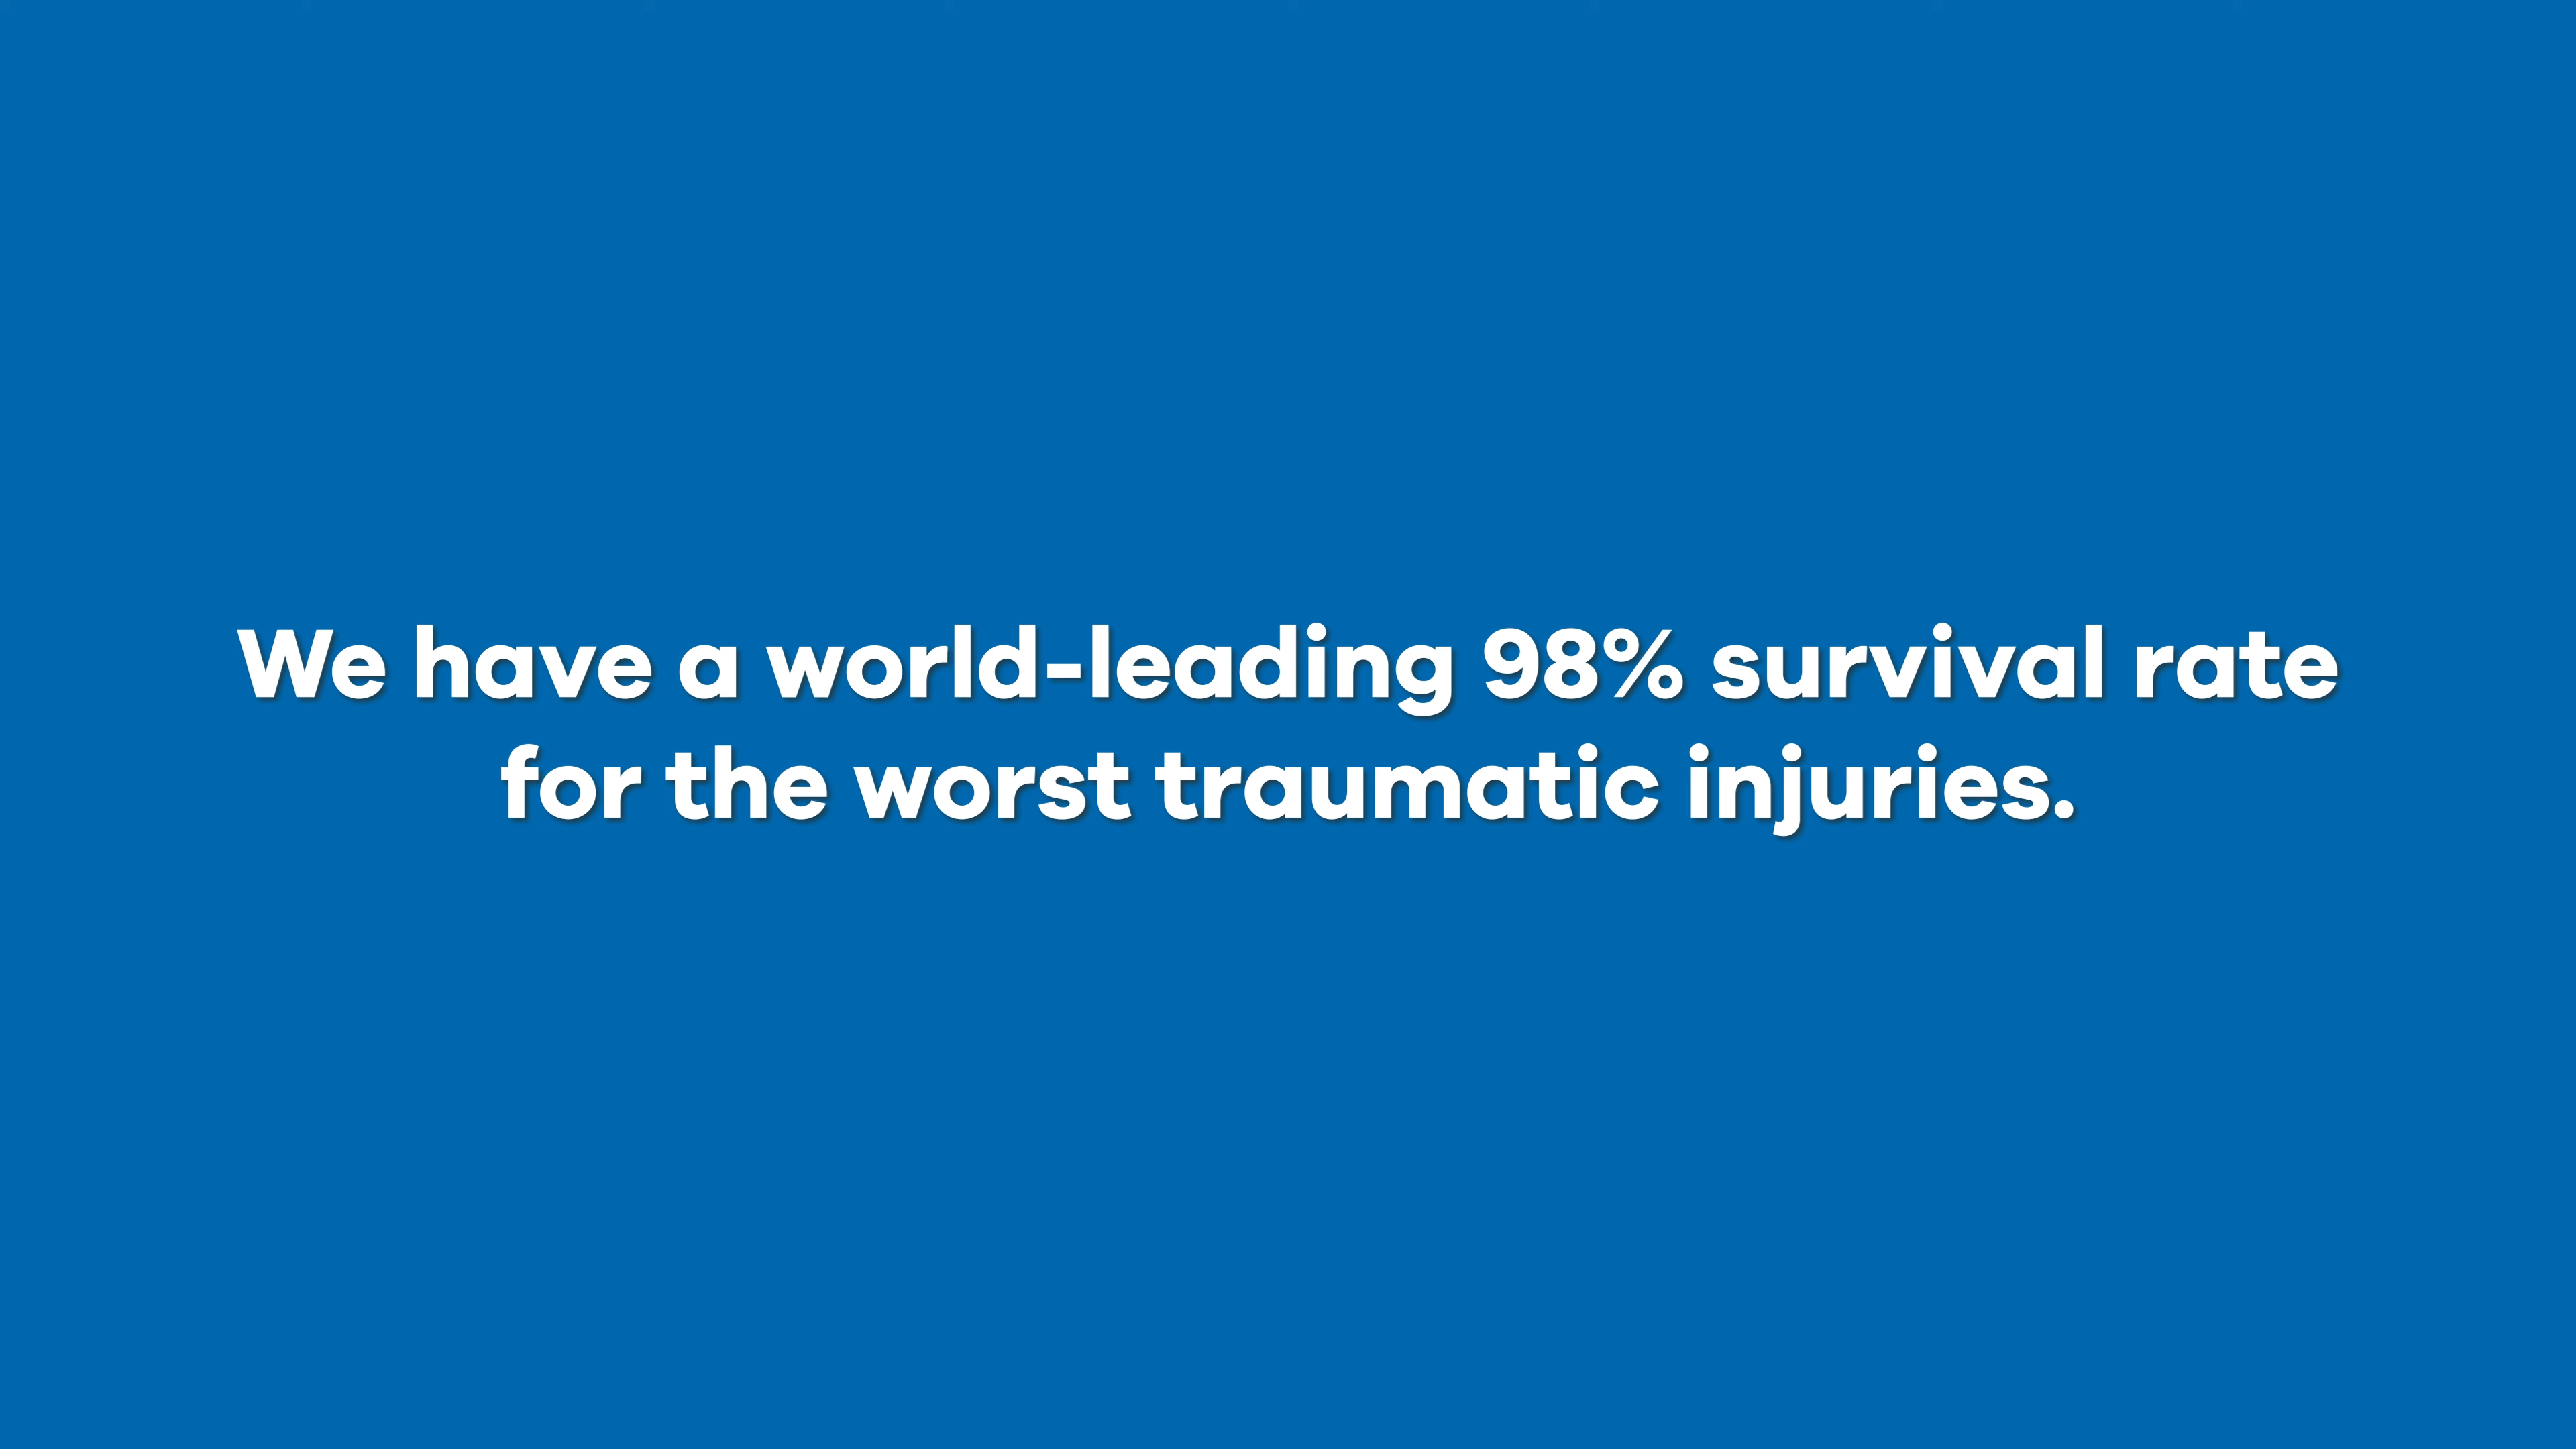 We have a world-leading 98% survival rate
for the worst traumatic injuries.